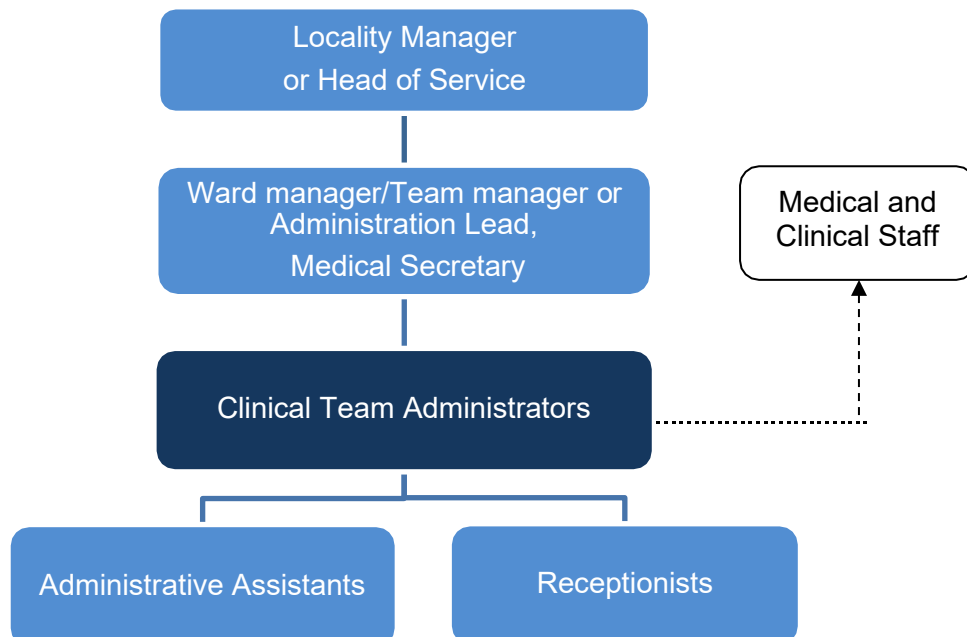 Locality Manager
or Head of Service
Ward manager/Team manager or
Administration Lead,
Medical Secretary
Medical and
Clinical Staff
Clinical Team Administrators
Administrative Assistants
Receptionists